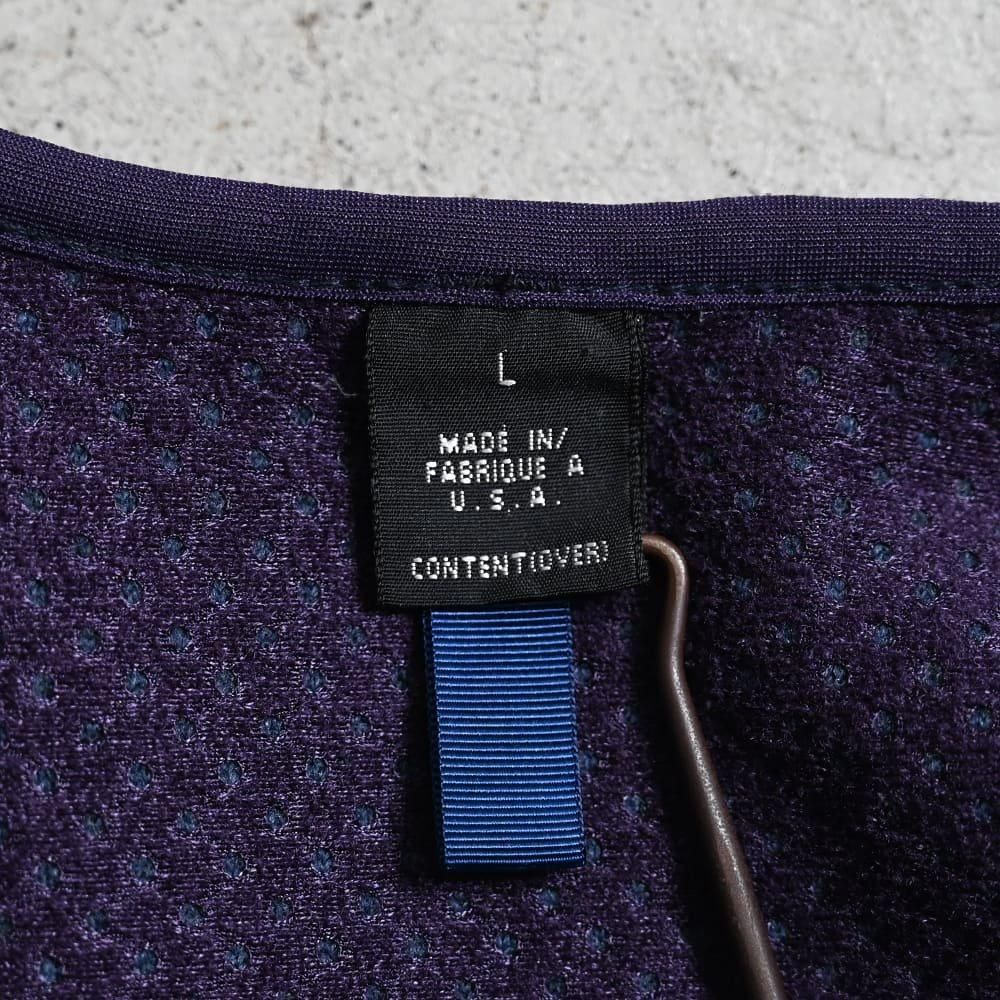 L
MADE IN/
FABRIQUE A
U.S.A.
CONTENT(OVER)